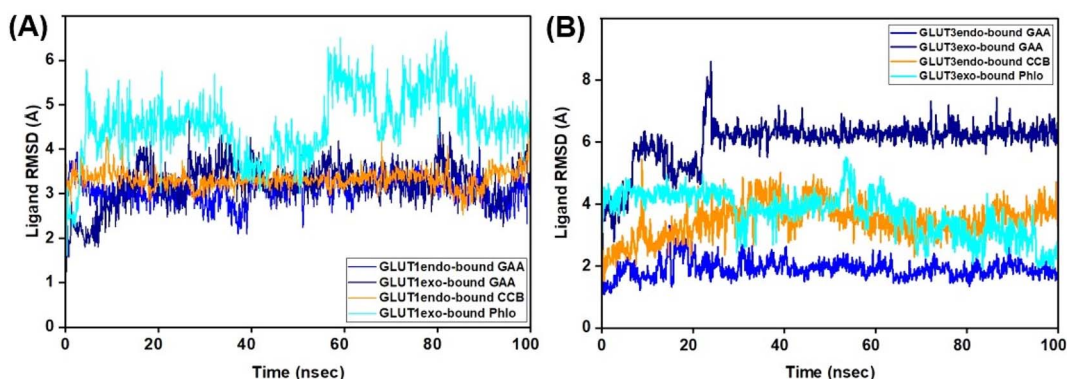 (A)
Ligand RMSD (Å)
6
5
4
3
2
1
0
GLUT1endo-bound GAA
GLUT1exo-bound GAA
GLUT1endo-bound CCB
GLUT1exo-bound Phlo
0 20 40 60 80 100
Time (nsec)
(B)
Ligand RMSD (Å)
8
6
4
2
0
GLUT3endo-bound GAA
GLUT3exo-bound GAA
GLUT3endo-bound CCB
GLUT3exo-bound Phlo
0 20 40 60 80 100
Time (nsec)